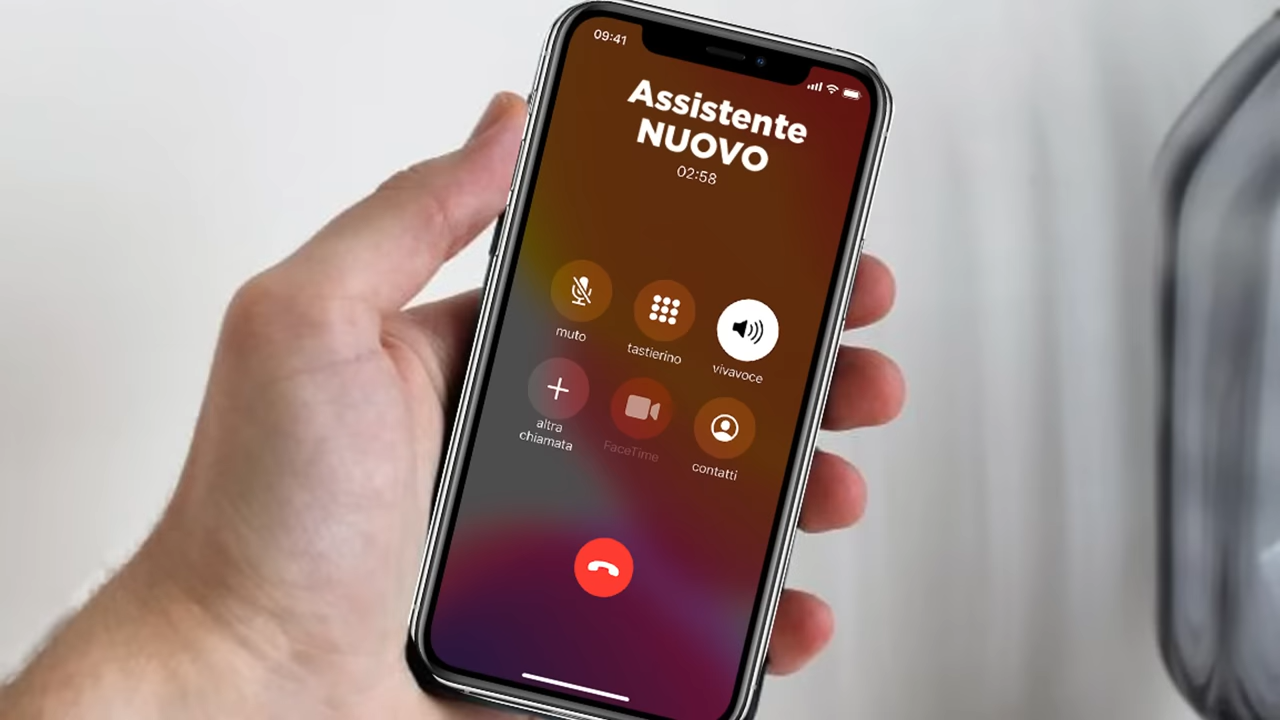 09:41
Assistente
NUOVO
02:58
muto
tastierino
vivavoce
altra
chiamata
FaceTime
contatti